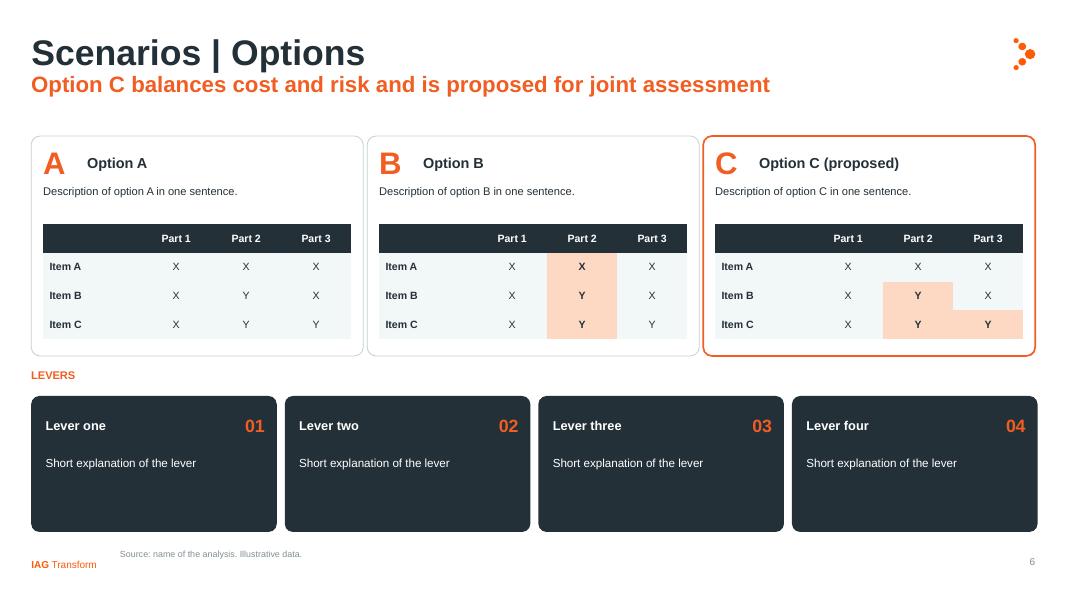 Scenarios | Options
Option C balances cost and risk and is proposed for joint assessment
A Option A
Description of option A in one sentence.
Part 1 Part 2 Part 3
Item A X X X
Item B X Y X
Item C X Y Y
B Option B
Description of option B in one sentence.
Part 1 Part 2 Part 3
Item A X X X
Item B X Y X
Item C X Y Y
C Option C (proposed)
Description of option C in one sentence.
Part 1 Part 2 Part 3
Item A X X X
Item B X Y X
Item C X Y Y
LEVERS
Lever one 01
Short explanation of the lever
Lever two 02
Short explanation of the lever
Lever three 03
Short explanation of the lever
Lever four 04
Short explanation of the lever
Source: name of the analysis. Illustrative data.
IAG Transform
6